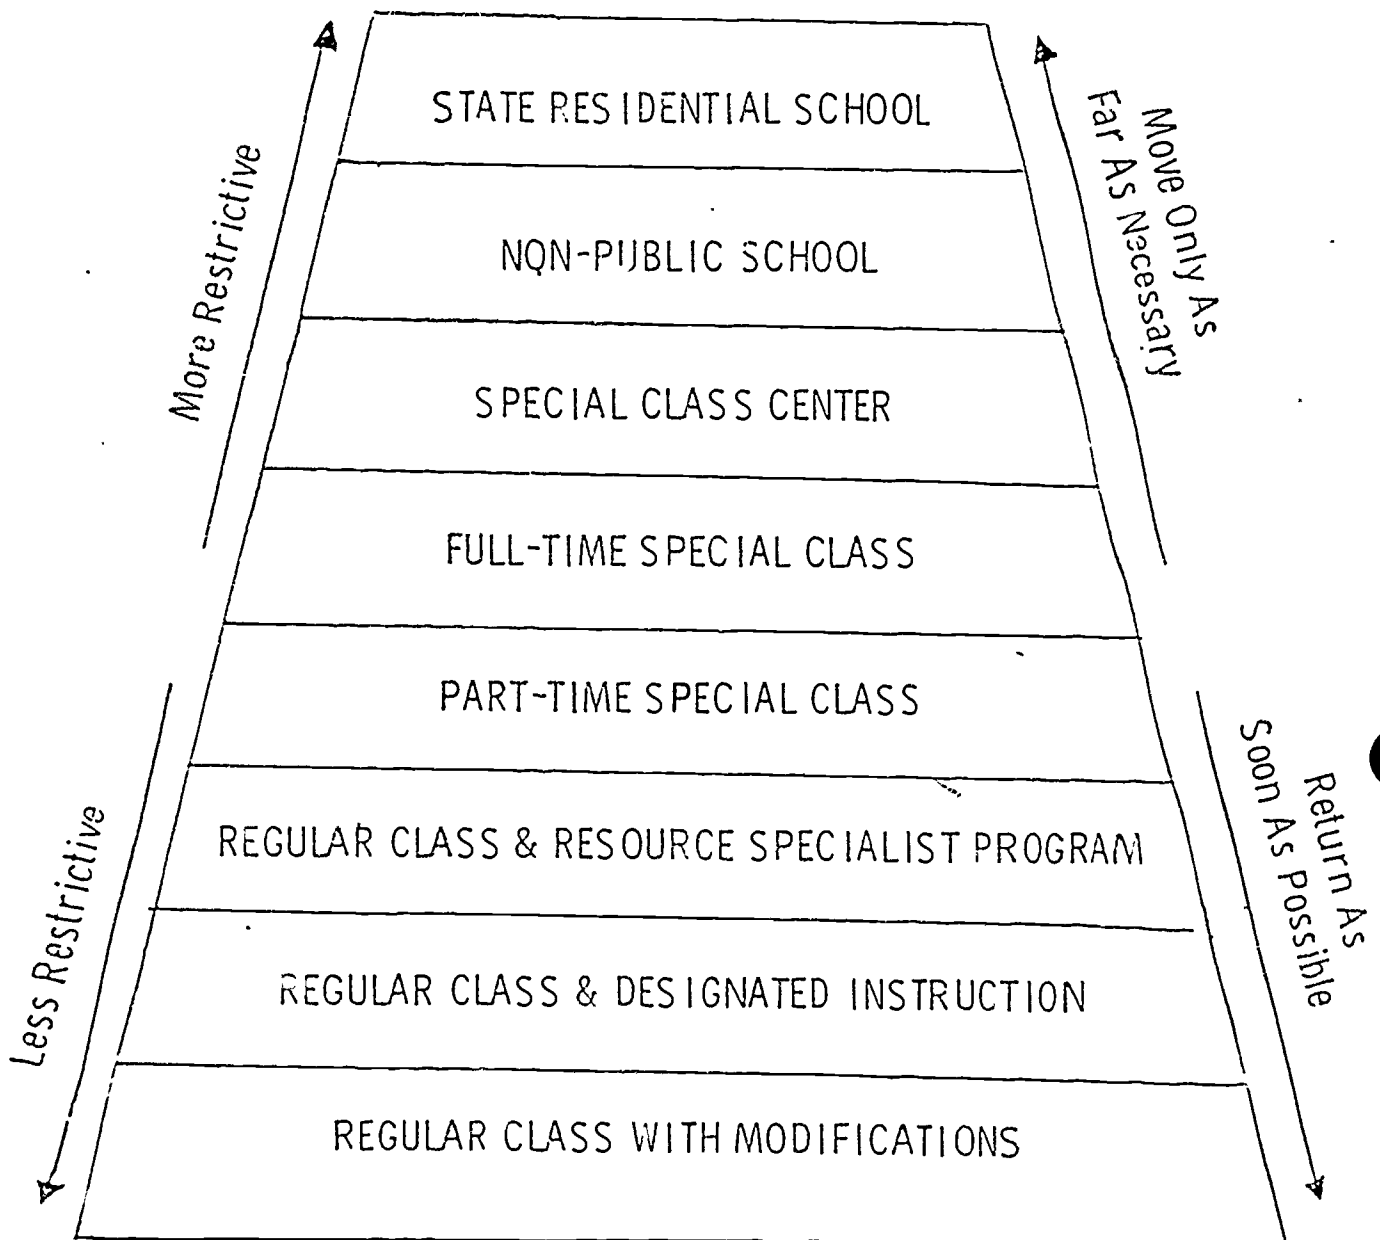 STATE RESIDENTIAL SCHOOL
NON-PUBLIC SCHOOL
SPECIAL CLASS CENTER
FULL-TIME SPECIAL CLASS
PART-TIME SPECIAL CLASS
REGULAR CLASS & RESOURCE SPECIALIST PROGRAM
REGULAR CLASS & DESIGNATED INSTRUCTION
REGULAR CLASS WITH MODIFICATIONS
More Restrictive
Less Restrictive
Move Only As
Far As Necessary
Return As
Soon As Possible